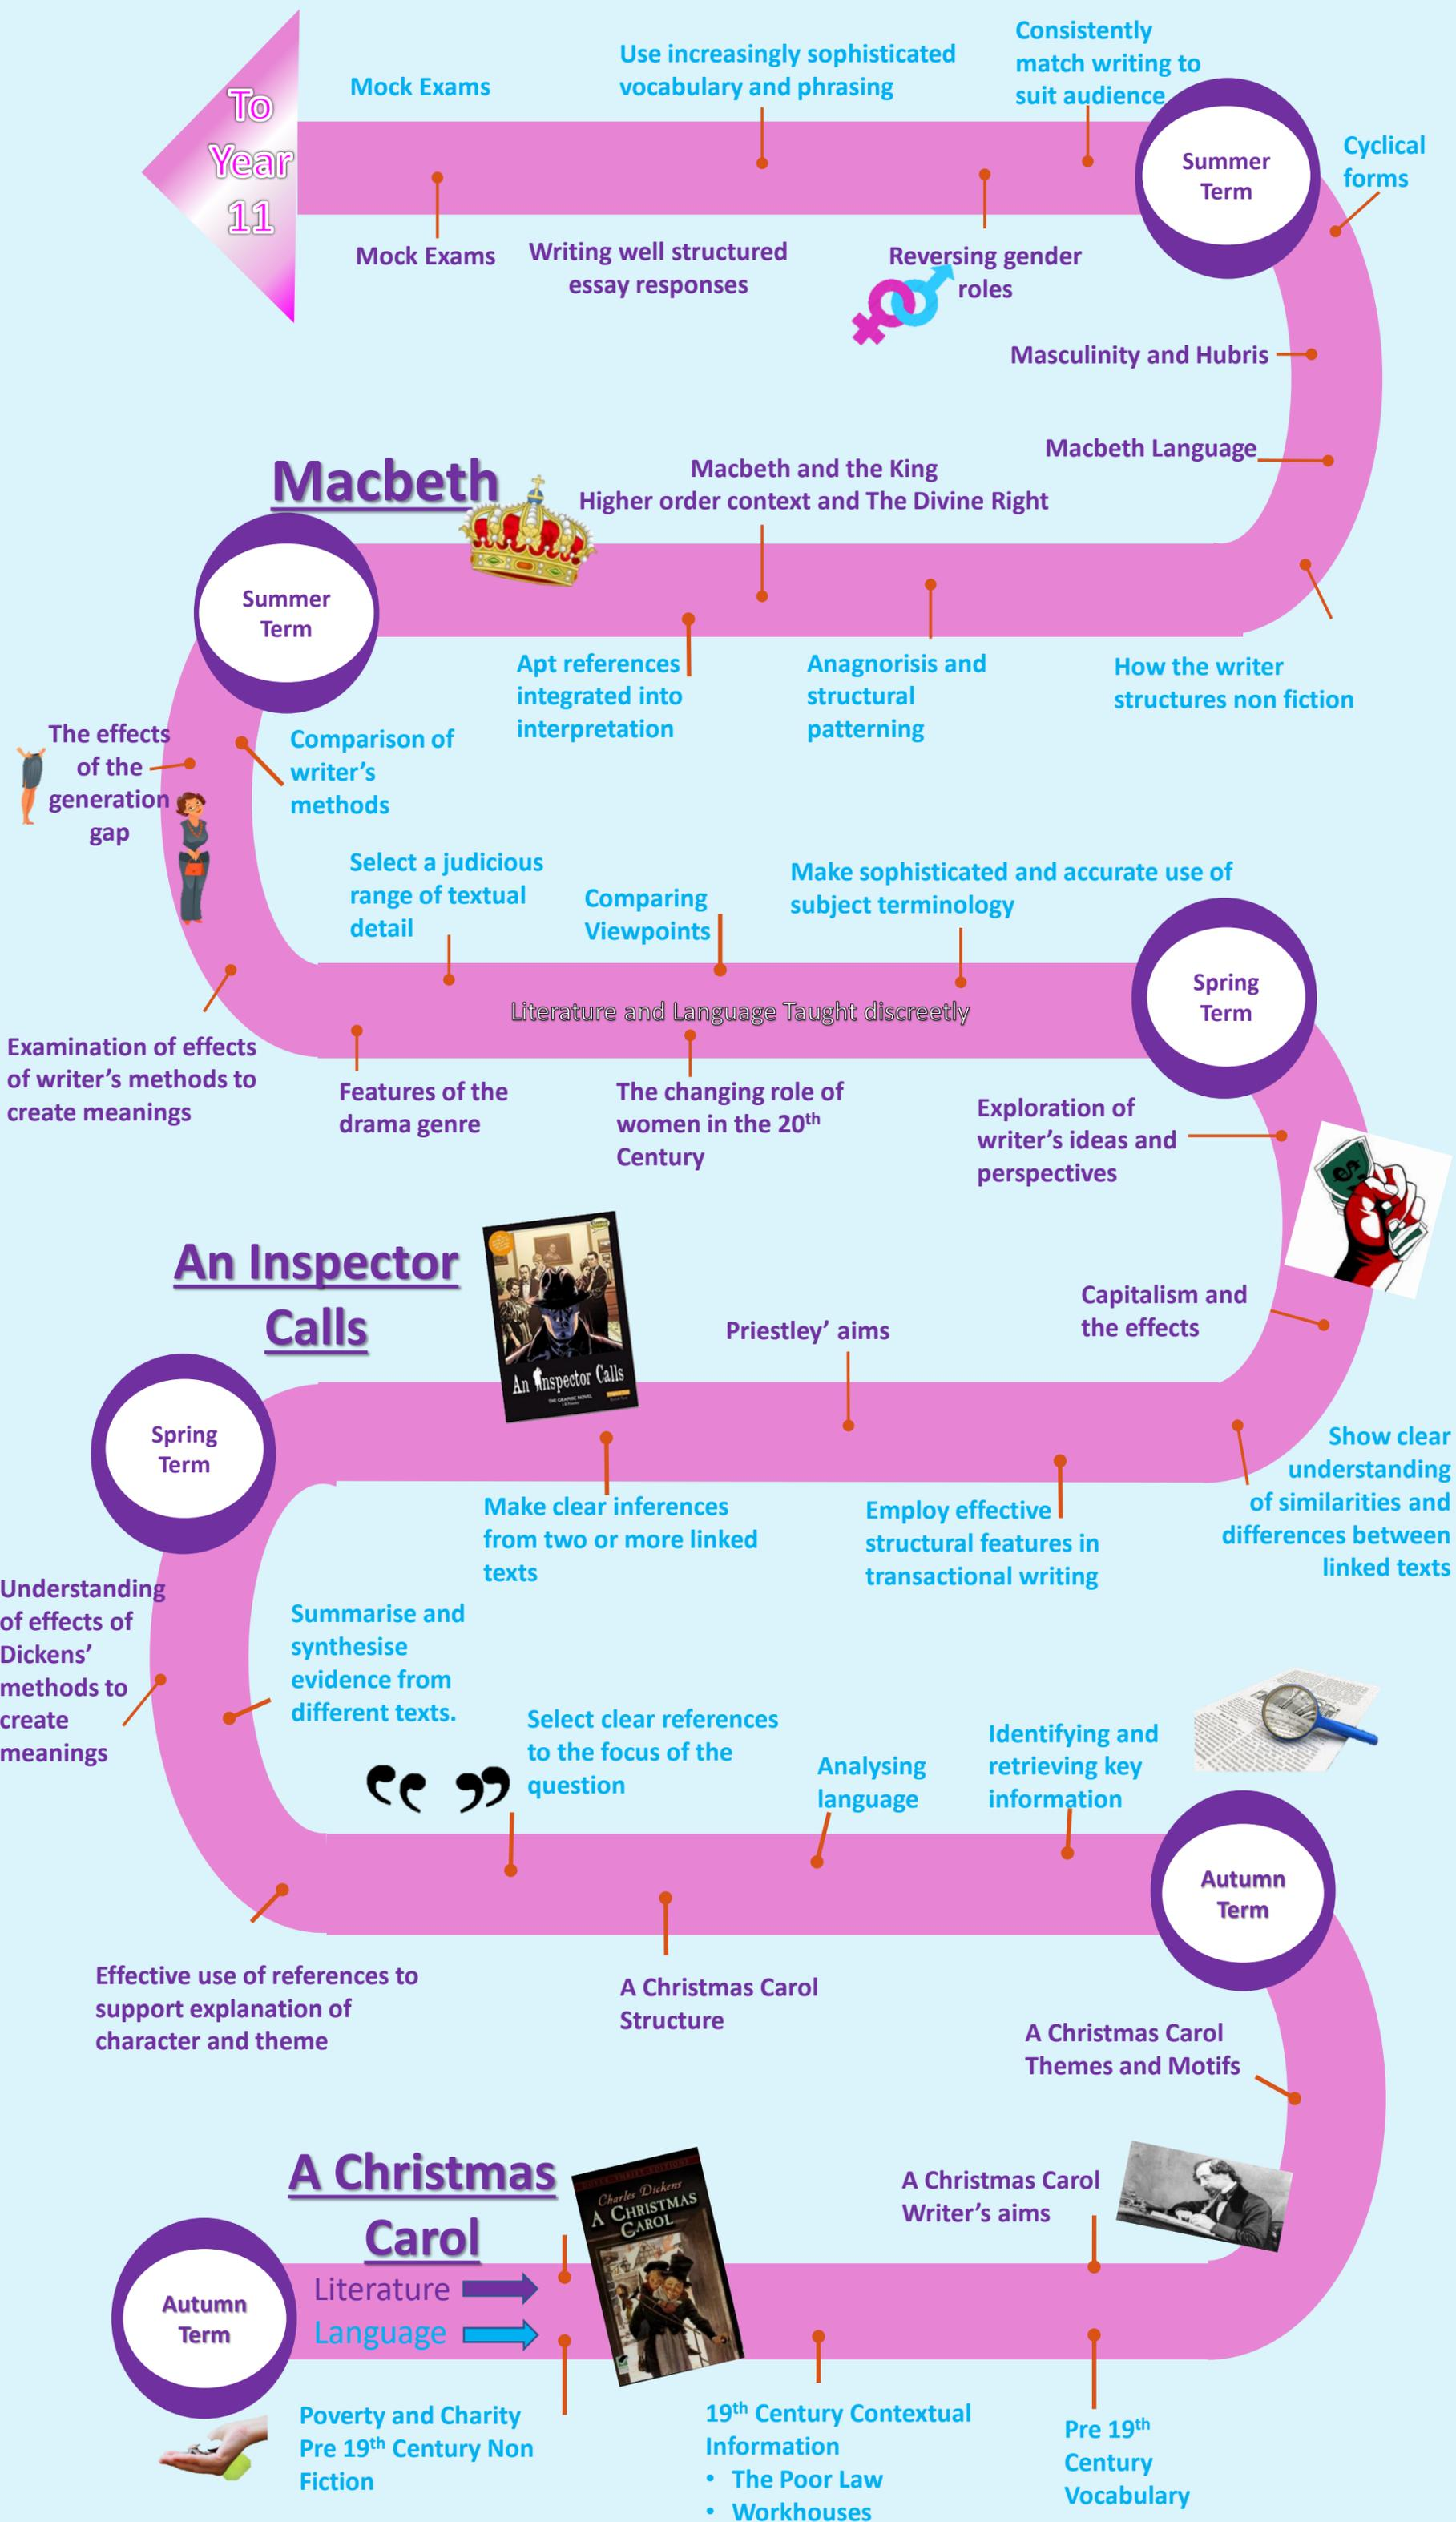 To
Year
11
Mock Exams
Use increasingly sophisticated
vocabulary and phrasing
Consistently
match writing to
suit audience
Summer
Term
Cyclical
forms
Mock Exams
Writing well structured
essay responses
Reversing gender
roles
Masculinity and Hubris
Macbeth Language
Macbeth
Macbeth and the King
Higher order context and The Divine Right
Summer
Term
Apt references
integrated into
interpretation
Anagnorisis and
structural
patterning
How the writer
structures non fiction
The effects
of the
generation
gap
Comparison of
writer's
methods
Select a judicious
range of textual
detail
Comparing
Viewpoints
Make sophisticated and accurate use of
subject terminology
Spring
Term
Literature and Language Taught discreetly
Examination of effects
of writer's methods to
create meanings
Features of the
drama genre
The changing role of
women in the 20th
Century
Exploration of
writer's ideas and
perspectives
An Inspector
Calls
An Inspector Calls
THE GRAPHIC NOVEL
Priestley' aims
Capitalism and
the effects
Spring
Term
Make clear inferences
from two or more linked
texts
Employ effective
structural features in
transactional writing
Show clear
understanding
of similarities and
differences between
linked texts
Understanding
of effects of
Dickens'
methods to
create
meanings
Summarise and
synthesise
evidence from
different texts.
Select clear references
to the focus of the
question
Analysing
language
Identifying and
retrieving key
information
Autumn
Term
Effective use of references to
support explanation of
character and theme
A Christmas Carol
Structure
A Christmas Carol
Themes and Motifs
A Christmas
Carol
DOVER THRIFT EDITIONS
Charles Dickens
A CHRISTMAS
CAROL
A Christmas Carol
Writer's aims
Autumn
Term
Literature
Language
Poverty and Charity
Pre 19th Century Non
Fiction
19th Century Contextual
Information
• The Poor Law
• Workhouses
Pre 19th
Century
Vocabulary